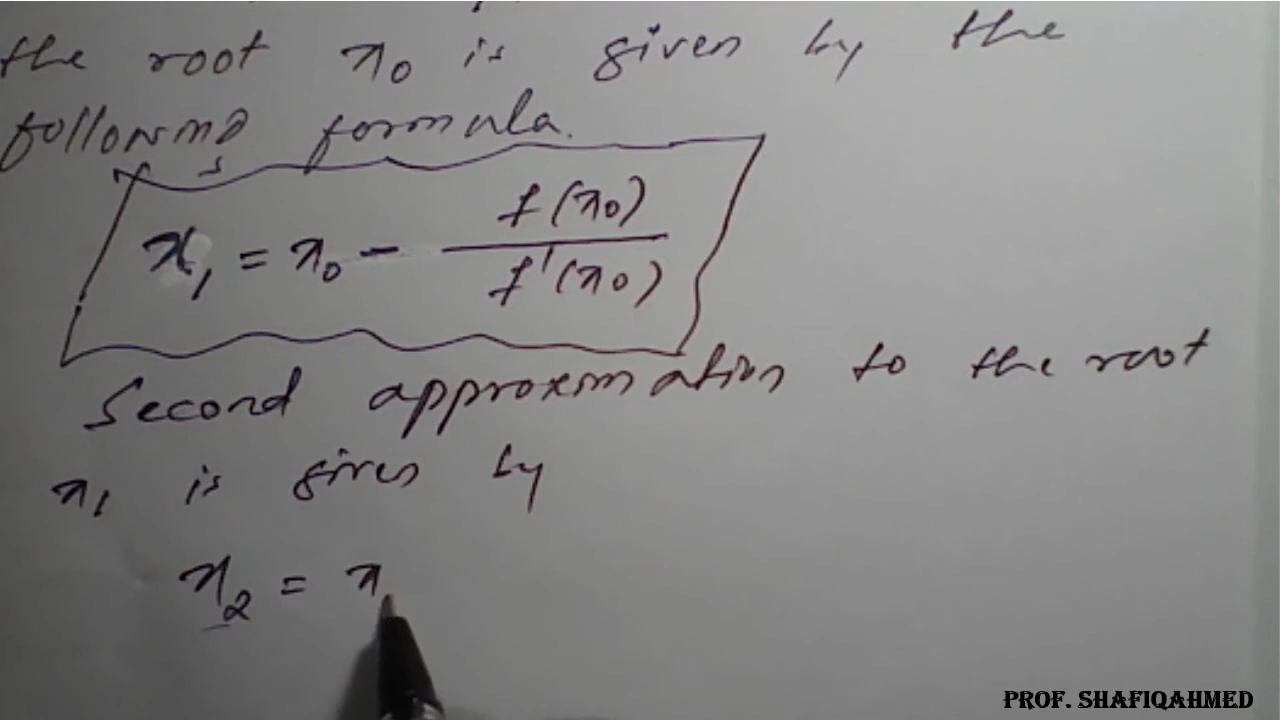 the root x₀ is given by the
following formula.
x₁ = x₀ - f(x₀) / f'(x₀)
Second approximation to the root
x₁ is given by
x₂ = x
PROF. SHAFIQAHMED